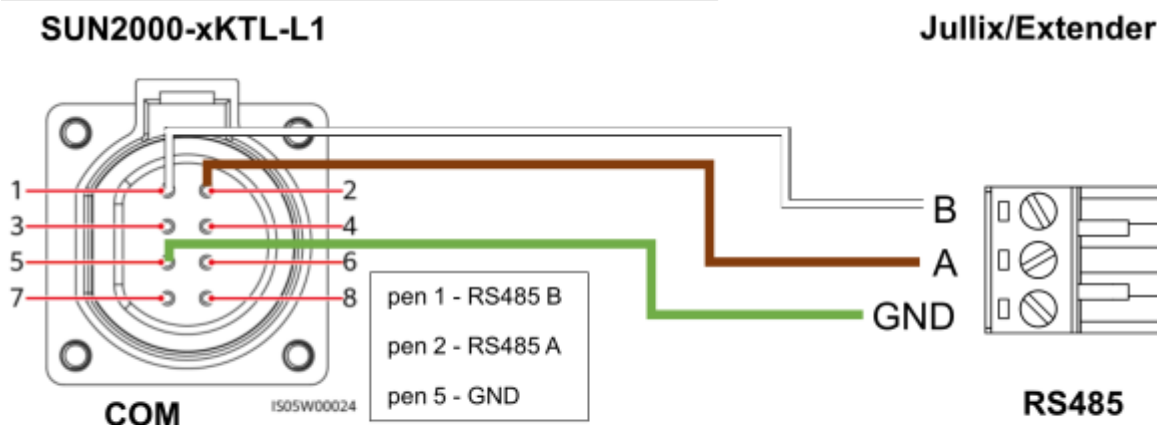 SUN2000-xKTL-L1
Jullix/Extender
1
2
3
4
5
6
7
8
B
A
GND
pen 1 - RS485 B
pen 2 - RS485 A
pen 5 - GND
COM
IS05W00024
RS485